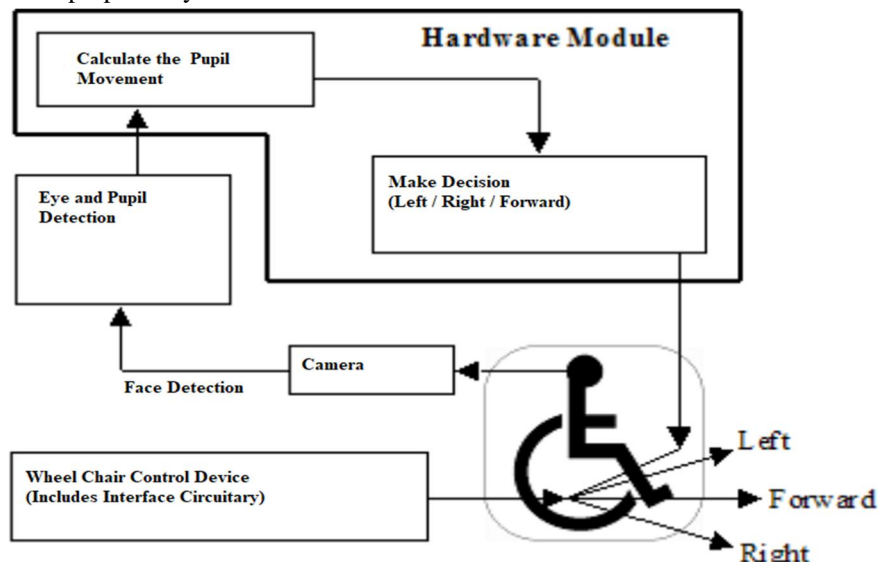 Hardware Module
Calculate the Pupil
Movement
Make Decision
(Left / Right / Forward)
Eye and Pupil
Detection
Camera
Face Detection
Wheel Chair Control Device
(Includes Interface Circuitary)
Left
Forward
Right